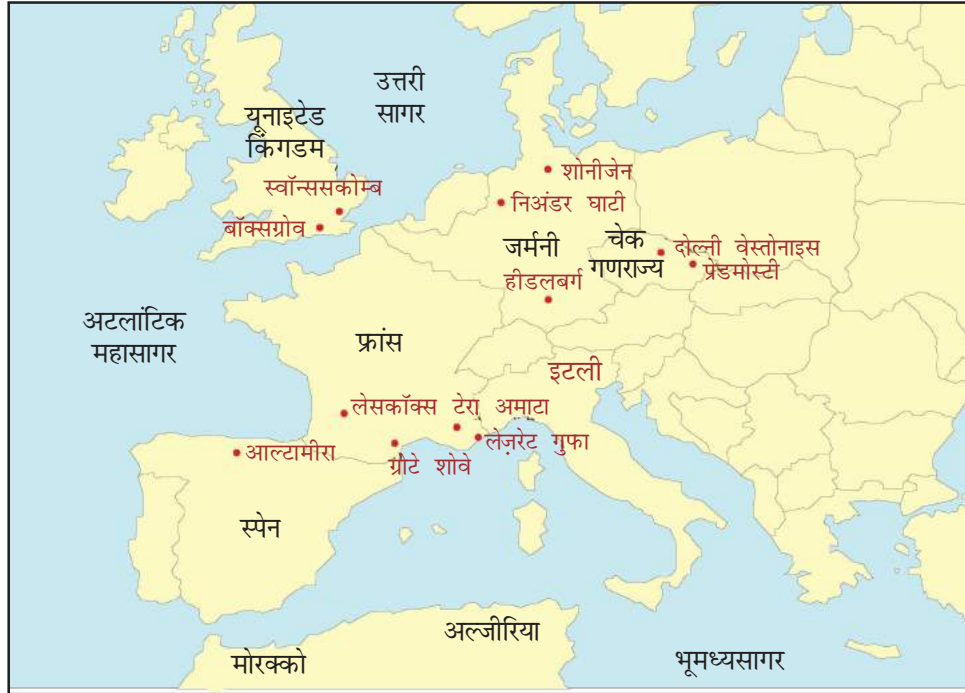 उत्तरी
सागर
यूनाइटेड
किंगडम
स्वॉन्ससकोम्ब
बॉक्सग्रोव
शोनीजेन
निअंडर घाटी
जर्मनी
चेक
गणराज्य
दोल्नी वेस्तोनाइस
प्रेडमोस्टी
हीडलबर्ग
अटलांटिक
महासागर
फ्रांस
इटली
लेसकॉक्स टेरा अमाटा
आल्टामीरा
ग्रोटे शोवे
लेज़रेट गुफा
स्पेन
अल्जीरिया
मोरक्को
भूमध्यसागर